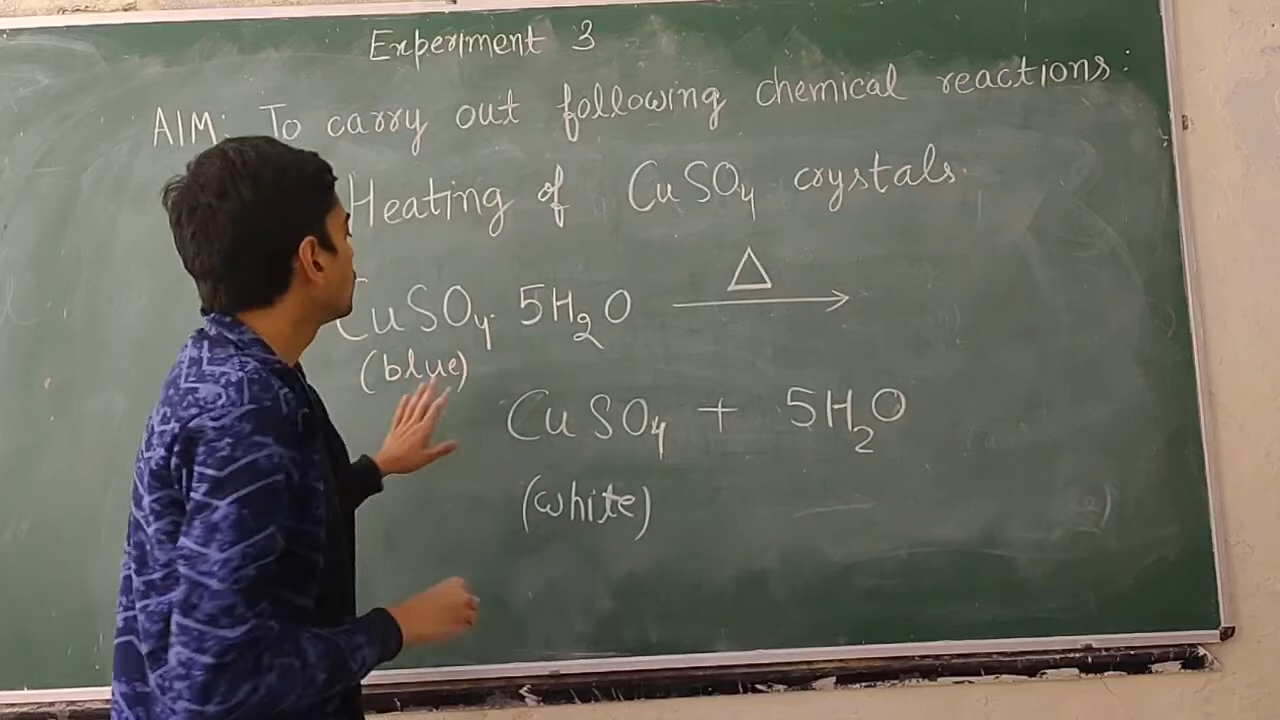 Experiment 3
AIM: To carry out following chemical reactions:
Heating of CuSO₄ crystals.
CuSO₄. 5H₂O △ →
(blue)
CuSO₄ + 5H₂O
(white)